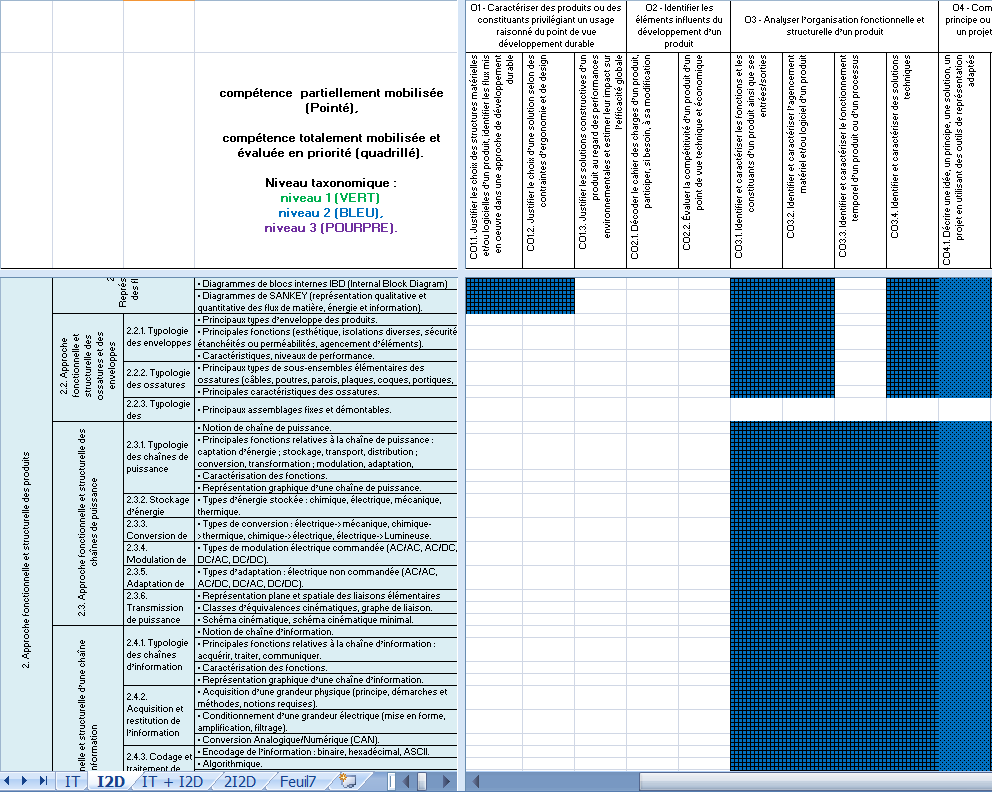 O1 - Caractériser des produits ou des
constituants privilégiant un usage
raisonné du point de vue
développement durable
O2 - Identifier les
éléments influents du
développement d'un
produit
O3 - Analyser l'organisation fonctionnelle et
structurelle d'un produit
O4 - Com
principe ou
un projet
compétence partiellement mobilisée
(Pointé),
compétence totalement mobilisée et
évaluée en priorité (quadrillé).
Niveau taxonomique :
niveau 1 (VERT)
niveau 2 (BLEU),
niveau 3 (POURPRE).
CO1.1. Justifier les choix des structures matérielles
et/ou logicielles d'un produit, identifier les flux mis
en oeuvre dans une approche de développement
durable
CO1.2. Justifier le choix d'une solution selon des
contraintes d'ergonomie et de design
CO1.3. Justifier les solutions constructives d'un
produit au regard des performances
environnementales et estimer leur impact sur
l'efficacité globale
CO2.1. Décoder le cahier des charges d'un produit,
participer, si besoin, à sa modification
CO2.2. Évaluer la compétitivité d'un produit d'un
point de vue technique et économique
CO3.1. Identifier et caractériser les fonctions et les
constituants d'un produit ainsi que ses
entrées/sorties
CO3.2. Identifier et caractériser l'agencement
matériel et/ou logiciel d'un produit
CO3.3. Identifier et caractériser le fonctionnement
temporel d'un produit ou d'un processus
CO3.4. Identifier et caractériser des solutions
techniques
CO4.1. Décrire une idée, un principe, une solution, un
projet en utilisant des outils de représentation
adaptés
2. Approche fonctionnelle et structurelle des produits
2
Représ
des fl
• Diagrammes de blocs internes IBD (Internal Block Diagram)
• Diagrammes de SANKEY (représentation qualitative et
quantitative des flux de matière, énergie et information).
2.2. Approche
fonctionnelle et
structurelle des
ossatures et des
enveloppes
2.2.1. Typologie
des enveloppes
• Principaux types d'enveloppe des produits.
• Principales fonctions (esthétique, isolations diverses, sécurité
étanchéités ou perméabilités, agencement d'éléments).
• Caractéristiques, niveaux de performance.
2.2.2. Typologie
des ossatures
• Principaux types de sous-ensembles élémentaires des
ossatures (câbles, poutres, parois, plaques, coques, portiques,
• Principales caractéristiques des ossatures.
2.2.3. Typologie
des
• Principaux assemblages fixes et démontables.
2.3. Approche fonctionnelle et structurelle des
chaînes de puissance
2.3.1. Typologie
des chaînes de
puissance
• Notion de chaîne de puissance.
• Principales fonctions relatives à la chaîne de puissance :
captation d'énergie ; stockage, transport, distribution ;
conversion, transformation ; modulation, adaptation,
• Caractérisation des fonctions.
• Représentation graphique d'une chaîne de puissance.
2.3.2. Stockage
d'énergie
• Types d'énergie stockée : chimique, électrique, mécanique,
thermique.
2.3.3.
Conversion de
• Types de conversion : électrique->mécanique, chimique-
>thermique, chimique->électrique, électrique->Lumineuse.
2.3.4.
Modulation de
• Types de modulation électrique commandée (AC/AC, AC/DC,
DC/AC, DC/DC).
2.3.5.
Adaptation de
• Types d'adaptation : électrique non commandée (AC/AC,
AC/DC, DC/AC, DC/DC).
2.3.6.
Transmission
de puissance
• Représentation plane et spatiale des liaisons élémentaires
• Classes d'équivalences cinématiques, graphe de liaison.
• Schéma cinématique, schéma cinématique minimal.
nelle et structurelle d'une chaîne
nformation
2.4.1. Typologie
des chaînes
d'information
• Notion de chaîne d'information.
• Principales fonctions relatives à la chaîne d'information :
acquérir, traiter, communiquer.
• Caractérisation des fonctions.
• Représentation graphique d'une chaîne d'information.
2.4.2.
Acquisition et
restitution de
l'information
• Acquisition d'une grandeur physique (principe, démarches et
méthodes, notions requises).
• Conditionnement d'une grandeur électrique (mise en forme,
amplification, filtrage).
• Conversion Analogique/Numérique (CAN).
2.4.3. Codage et
traitement de
• Encodage de l'information : binaire, hexadécimal, ASCII.
• Algorithmique.
IT I2D IT + I2D 2I2D Feuil7